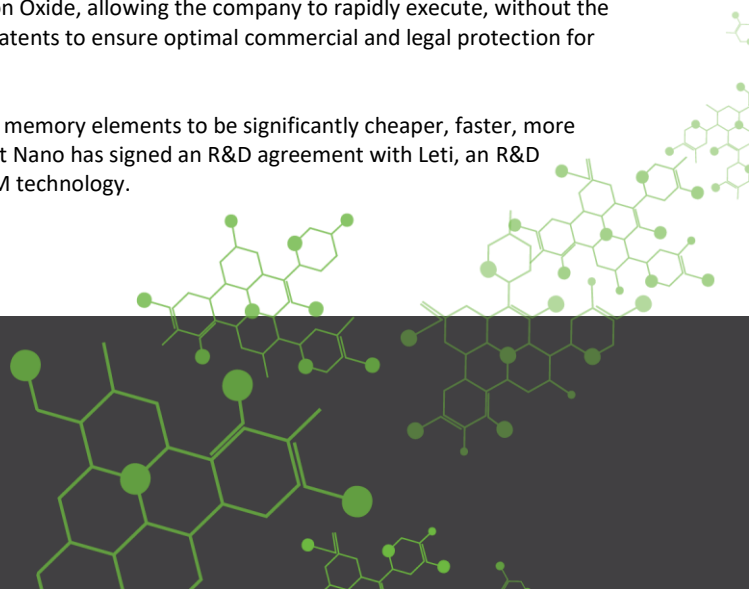 on Oxide, allowing the company to rapidly execute, without the
atents to ensure optimal commercial and legal protection for
memory elements to be significantly cheaper, faster, more
t Nano has signed an R&D agreement with Leti, an R&D
M technology.